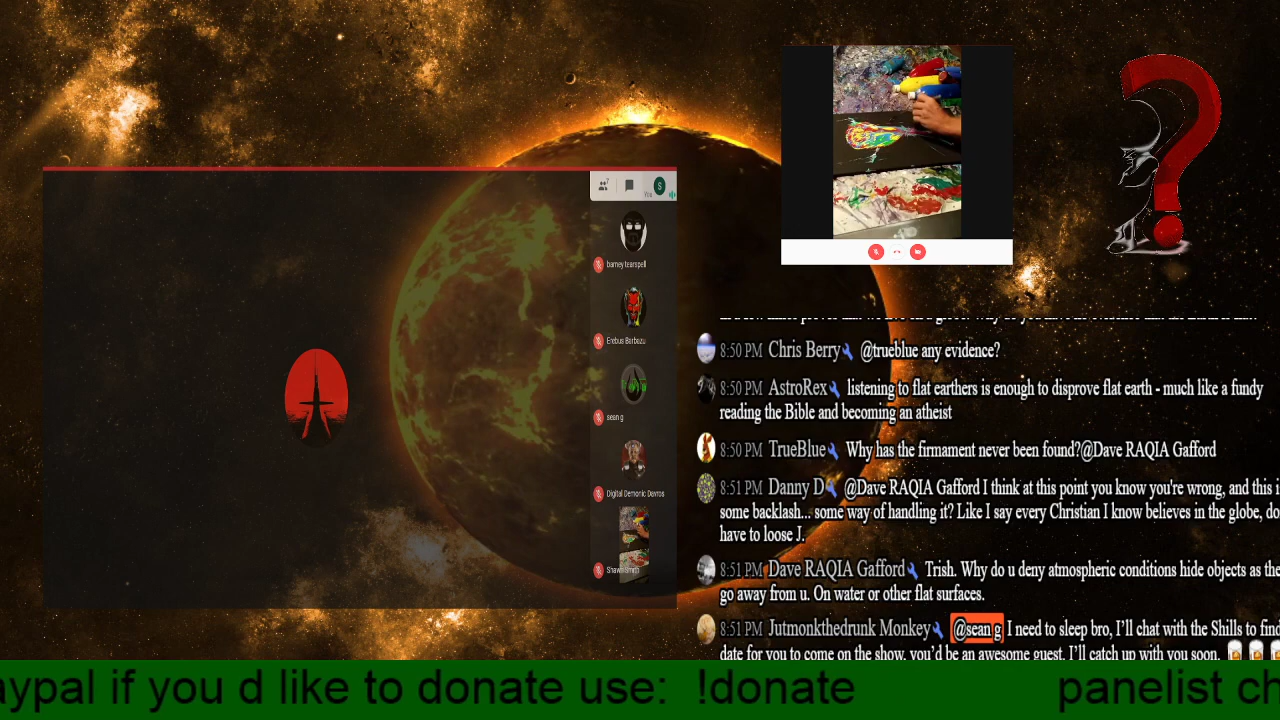 You
S
barney tearspell
Erebus Barbazu
sean g
Digital Demonic Davros
Shawn Smith
8:50 PM Chris Berry @trueblue any evidence?
8:50 PM AstroRex listening to flat earthers is enough to disprove flat earth - much like a fundy
reading the Bible and becoming an atheist
8:50 PM TrueBlue Why has the firmament never been found?@Dave RAQIA Gafford
8:51 PM Danny D @Dave RAQIA Gafford I think at this point you know you're wrong, and this i
some backlash... some way of handling it? Like I say every Christian I know believes in the globe, do
have to loose J.
8:51 PM Dave RAQIA Gafford Trish. Why do u deny atmospheric conditions hide objects as the
go away from u. On water or other flat surfaces.
8:51 PM Jutmonkthedrunk Monkey @sean g I need to sleep bro, I'll chat with the Shills to find
date for you to come on the show, you'd be an awesome guest, I'll catch up with you soon.
aypal if you d like to donate use: !donate panelist ch